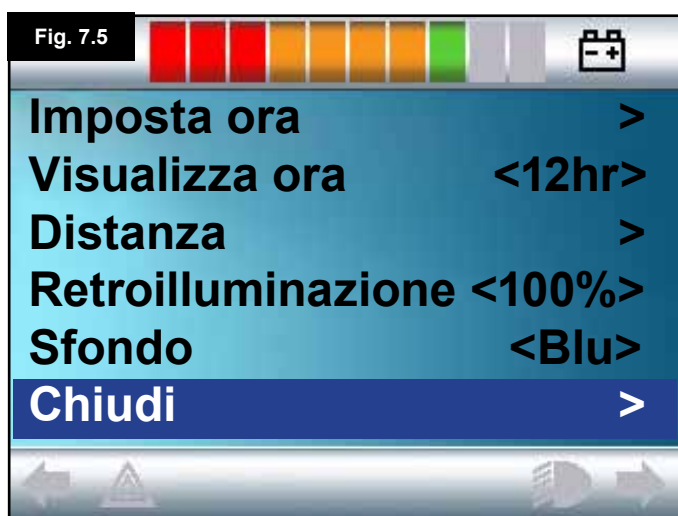 Fig. 7.5
Imposta ora >
Visualizza ora <12hr>
Distanza >
Retroilluminazione <100%>
Sfondo <Blu>
Chiudi >